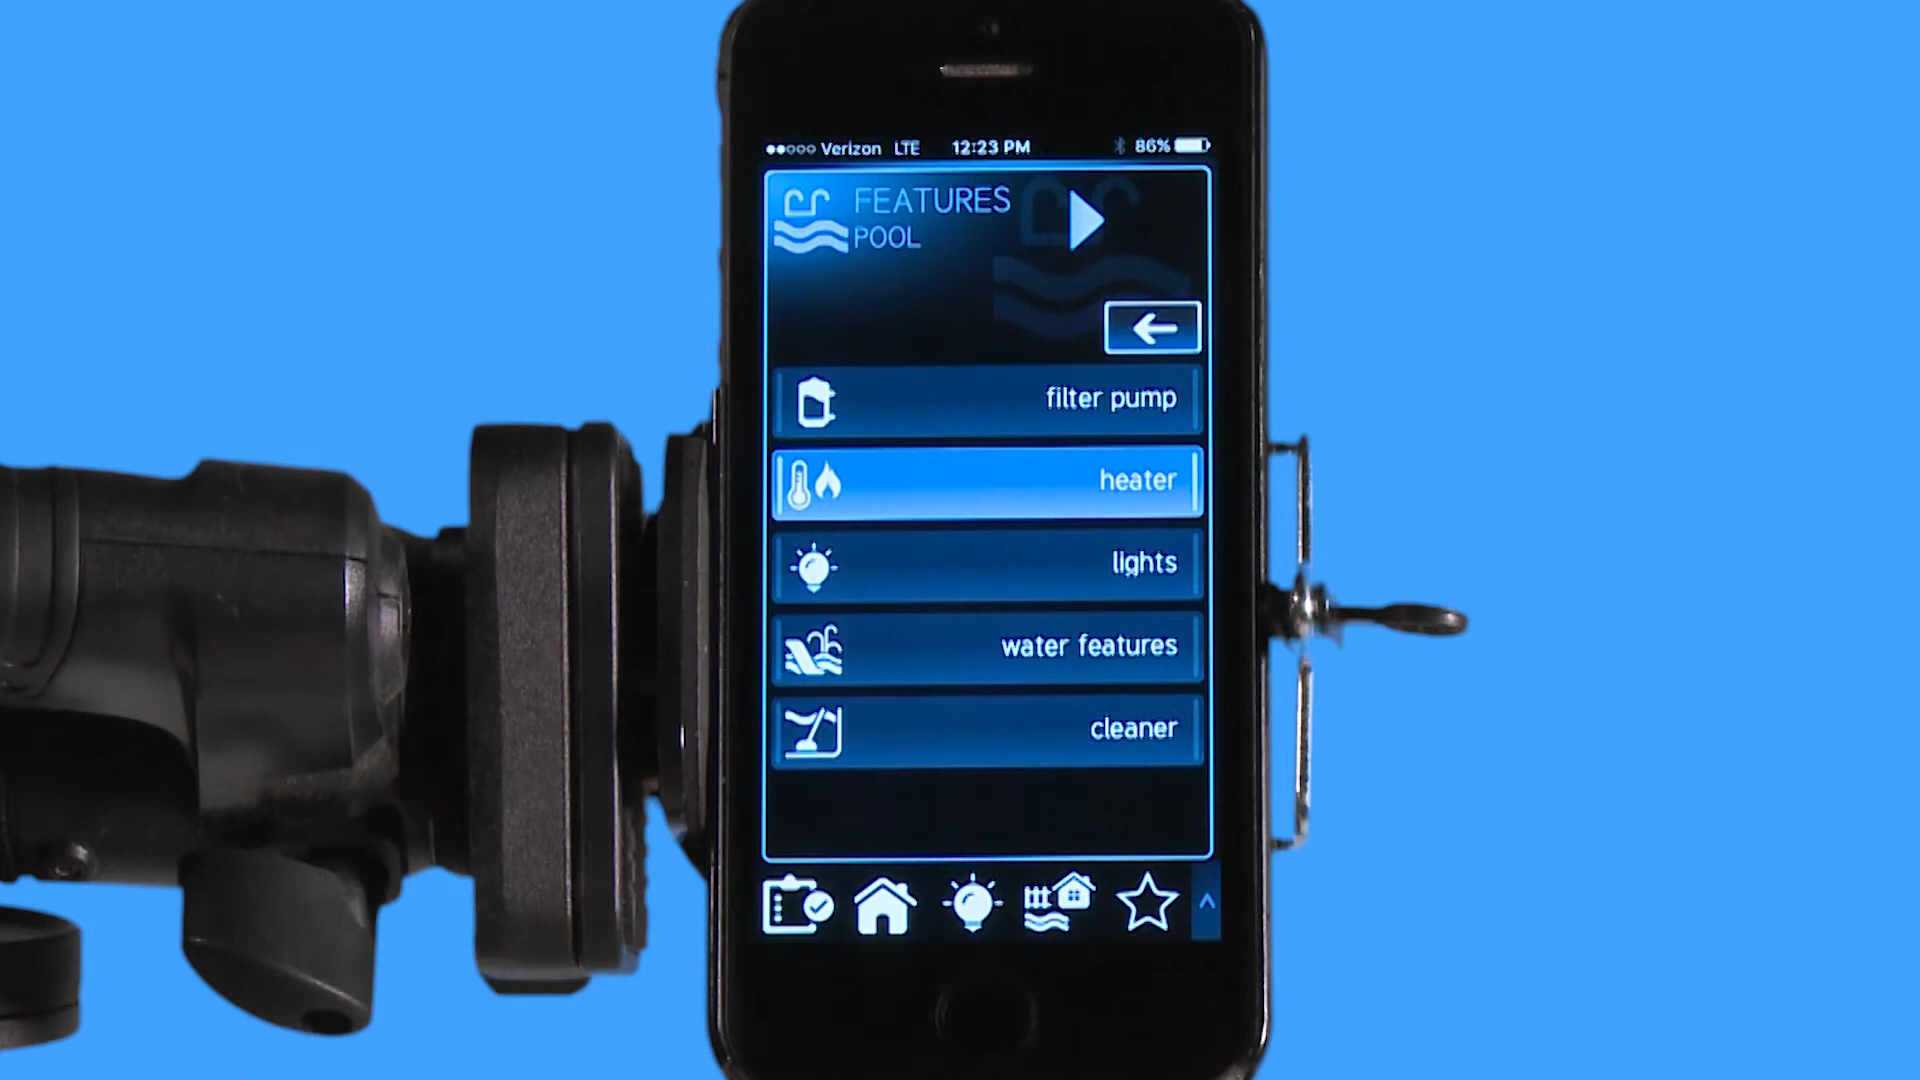 Verizon LTE 12:23 PM 86%
FEATURES
POOL
filter pump
heater
lights
water features
cleaner